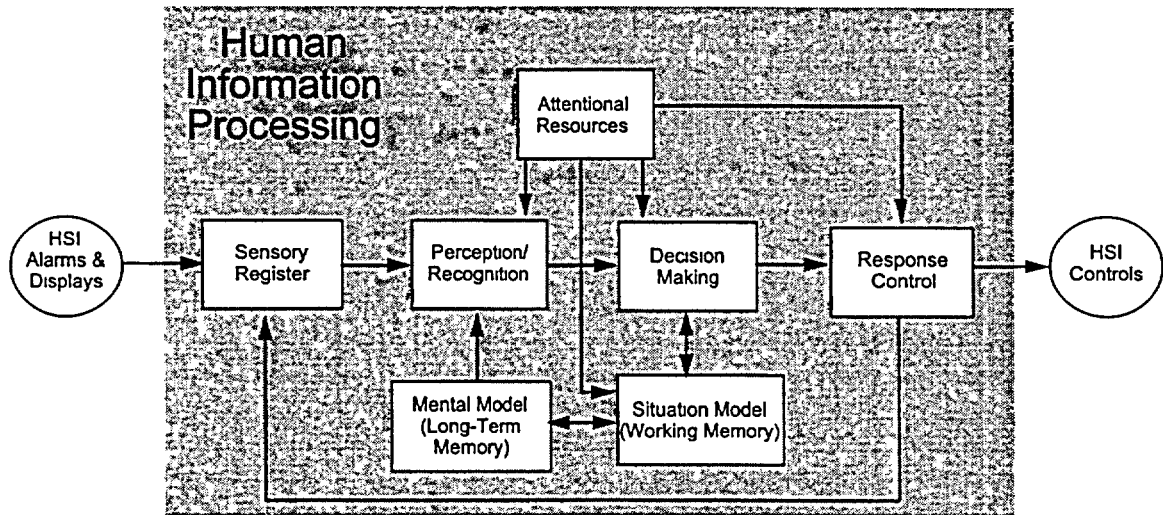 Human
Information
Processing
Attentional
Resources
HSI
Alarms &
Displays
Sensory
Register
Perception/
Recognition
Decision
Making
Response
Control
HSI
Controls
Mental Model
(Long-Term
Memory)
Situation Model
(Working Memory)